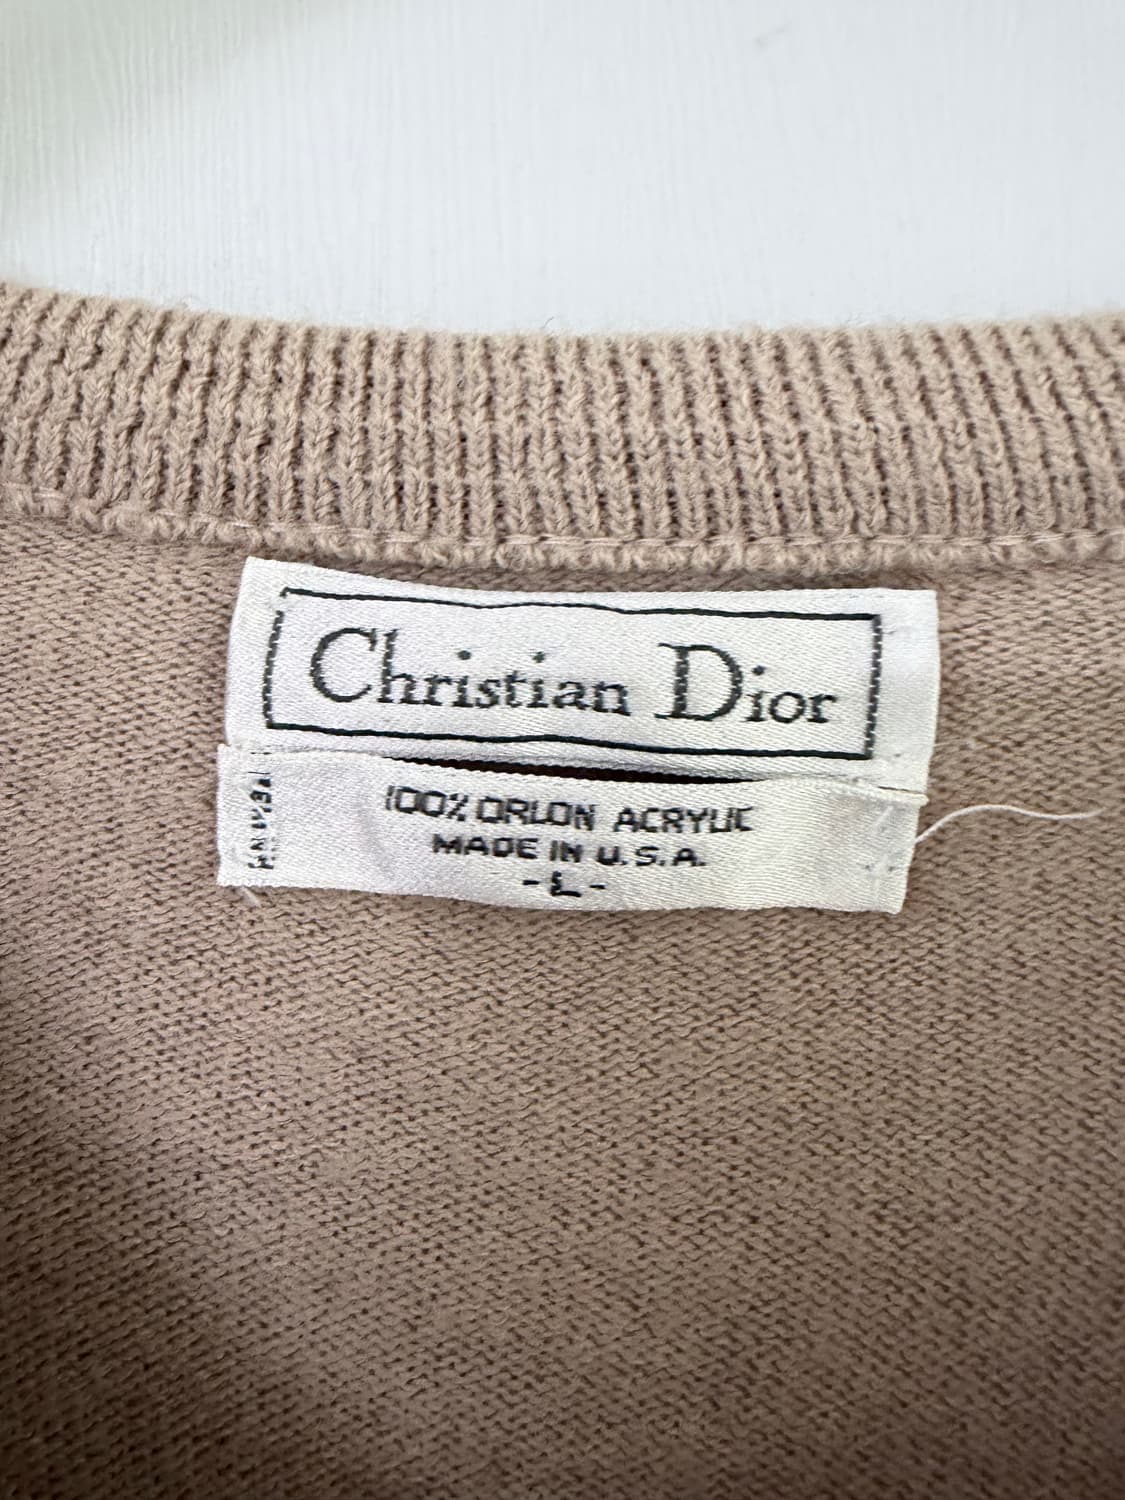 Christian Dior
100% ORLON ACRYLIC
MADE IN U.S.A.
-L-